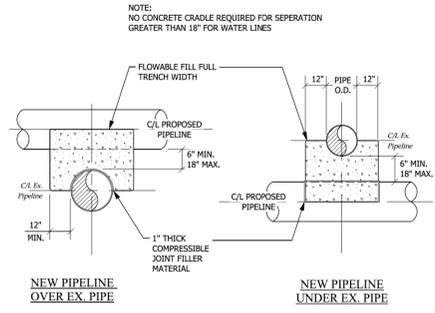 NOTE:
NO CONCRETE CRADLE REQUIRED FOR SEPERATION
GREATER THAN 18" FOR WATER LINES
FLOWABLE FILL FULL
TRENCH WIDTH
12"
PIPE
O.D.
12"
C/L PROPOSED
PIPELINE
6" MIN.
18" MAX.
C/L Ex.
Pipeline
12"
MIN.
C/L Ex.
Pipeline
6" MIN.
18" MAX.
C/L PROPOSED
PIPELINE
1" THICK
COMPRESSIBLE
JOINT FILLER
MATERIAL
NEW PIPELINE
OVER EX. PIPE
NEW PIPELINE
UNDER EX. PIPE